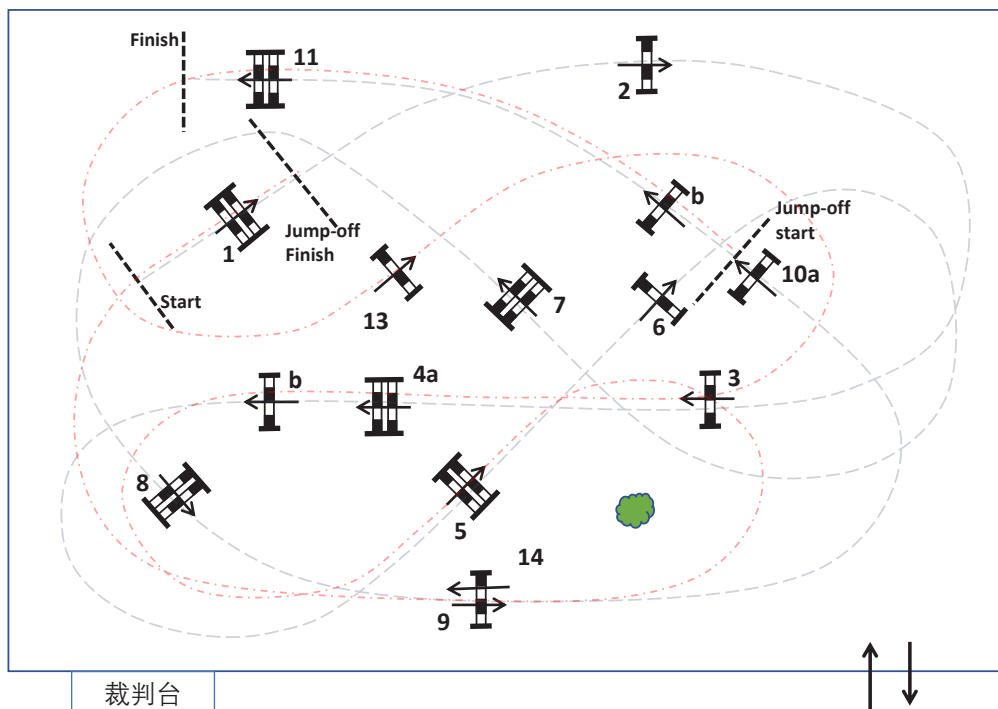 Finish
11
2
b
Jump-off
start
1
Jump-off
Finish
10a
Start
13
7
6
b
4a
3
8
5
14
9
裁判台